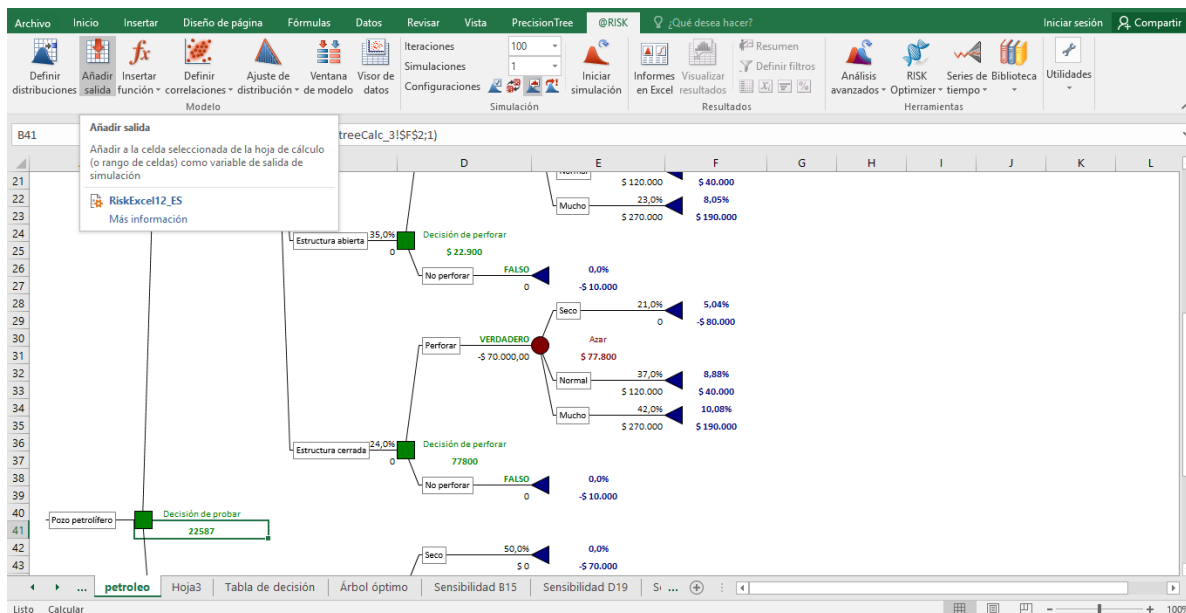 Archivo Inicio Insertar Diseño de página Fórmulas Datos Revisar Vista PrecisionTree @RISK ¿Qué desea hacer? Iniciar sesión Compartir
Definir distribuciones
Añadir salida
Insertar función
Definir correlaciones
Ajuste de distribución
Ventana de modelo
Visor de datos
Modelo
Iteraciones 100
Simulaciones 1
Configuraciones
Iniciar simulación
Simulación
Informes en Excel
Visualizar resultados
Resumen
Definir filtros
Resultados
Análisis avanzados
RISK Optimizer
Series de tiempo
Biblioteca
Herramientas
Utilidades
B41 treeCalc_3!$F$2;1)
Añadir salida
Añadir a la celda seleccionada de la hoja de cálculo
(o rango de celdas) como variable de salida de
simulación
RiskExcel12_ES
Más información
D E F G H I J K L
21 $ 120.000 $ 40.000
22 Mucho 23,0% 8,05%
23 $ 270.000 $ 190.000
24 Estructura abierta 35,0% Decisión de perforar
25 0 $ 22.900
26 No perforar FALSO 0,0%
27 0 -$ 10.000
28 Seco 21,0% 5,04%
29 0 -$ 80.000
30 Perforar VERDADERO Azar
31 -$ 70.000,00 $ 77.800
32 Normal 37,0% 8,88%
33 $ 120.000 $ 40.000
34 Mucho 42,0% 10,08%
35 $ 270.000 $ 190.000
36 Estructura cerrada 24,0% Decisión de perforar
37 0 77800
38 No perforar FALSO 0,0%
39 0 -$ 10.000
40 Pozo petrolífero Decisión de probar
41 22587
42 Seco 50,0% 0,0%
43 $ 0 -$ 70.000
... petroleo Hoja3 Tabla de decisión Árbol óptimo Sensibilidad B15 Sensibilidad D19 ...
Listo Calcular 100